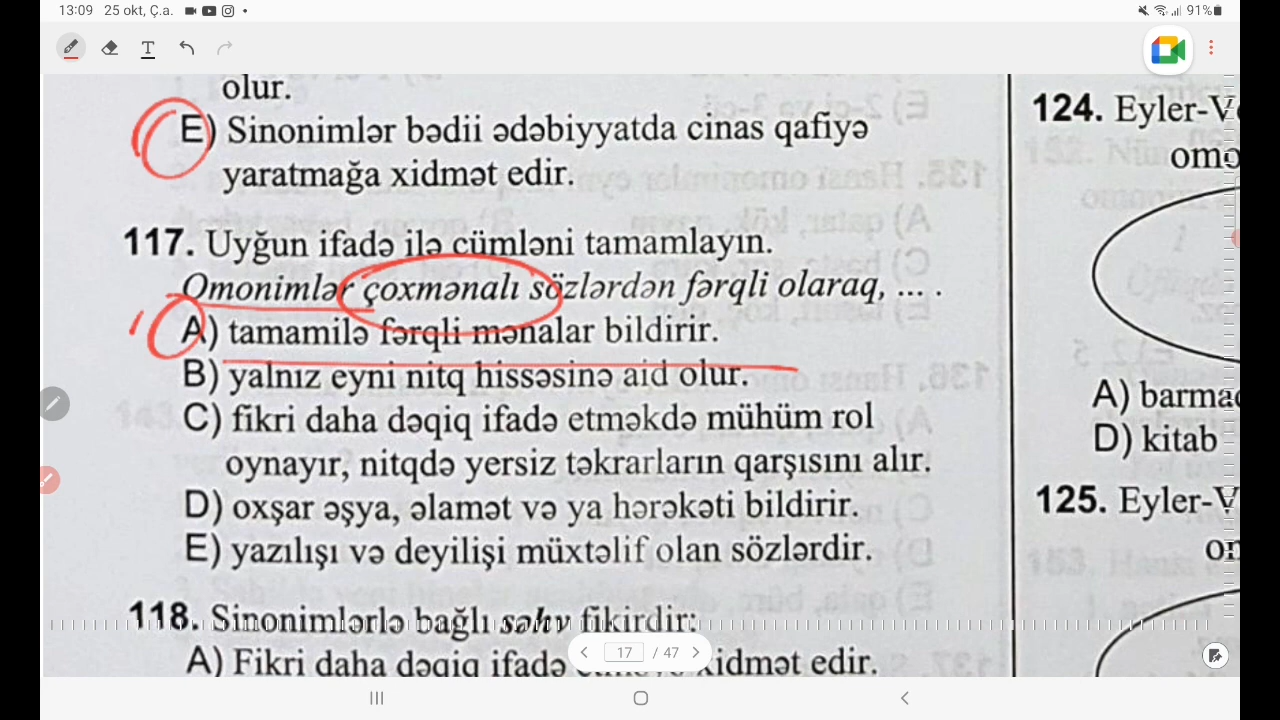 13:09 25 okt, Ç.a.
91%
T
olur.
E) Sinonimlər bədii ədəbiyyatda cinas qafiyə
yaratmağa xidmət edir.
117. Uyğun ifadə ilə cümləni tamamlayın.
Omonimlər çoxmənalı sözlərdən fərqli olaraq, ... .
A) tamamilə fərqli mənalar bildirir.
B) yalnız eyni nitq hissəsinə aid olur.
C) fikri daha dəqiq ifadə etməkdə mühüm rol
oynayır, nitqdə yersiz təkrarların qarşısını alır.
D) oxşar əşya, əlamət və ya hərəkəti bildirir.
E) yazılışı və deyilişi müxtəlif olan sözlərdir.
118. Sinonimlərlə bağlı səhv fikirdir:
A) Fikri daha dəqiq ifadə xidmət edir.
17 / 47
124. Eyler-V
omo
A) barmaq
D) kitab
125. Eyler-V